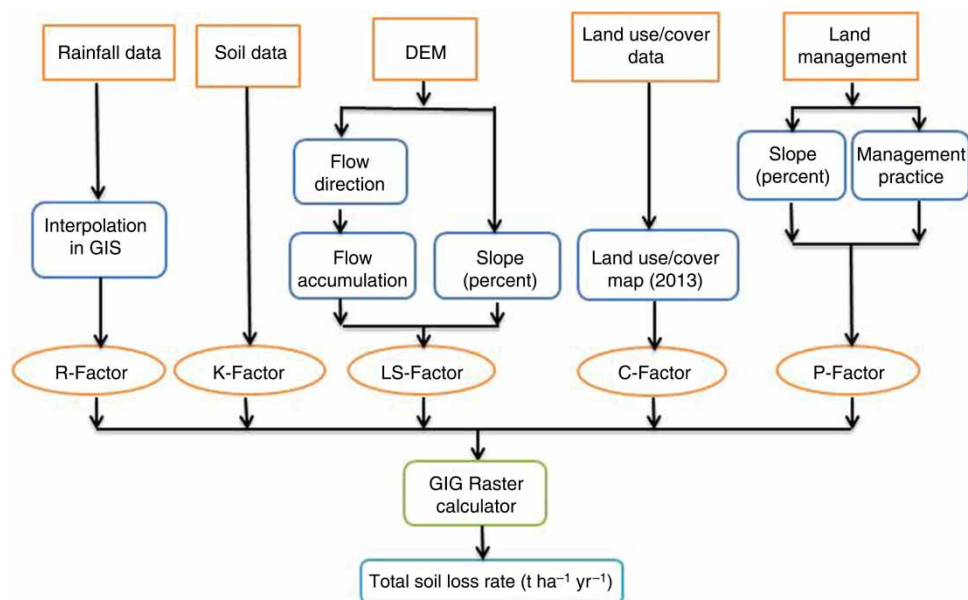 Rainfall data
Soil data
DEM
Land use/cover
data
Land
management
Flow
direction
Slope
(percent)
Management
practice
Interpolation
in GIS
Flow
accumulation
Slope
(percent)
Land use/cover
map (2013)
R-Factor
K-Factor
LS-Factor
C-Factor
P-Factor
GIG Raster
calculator
Total soil loss rate (t ha⁻¹ yr⁻¹)